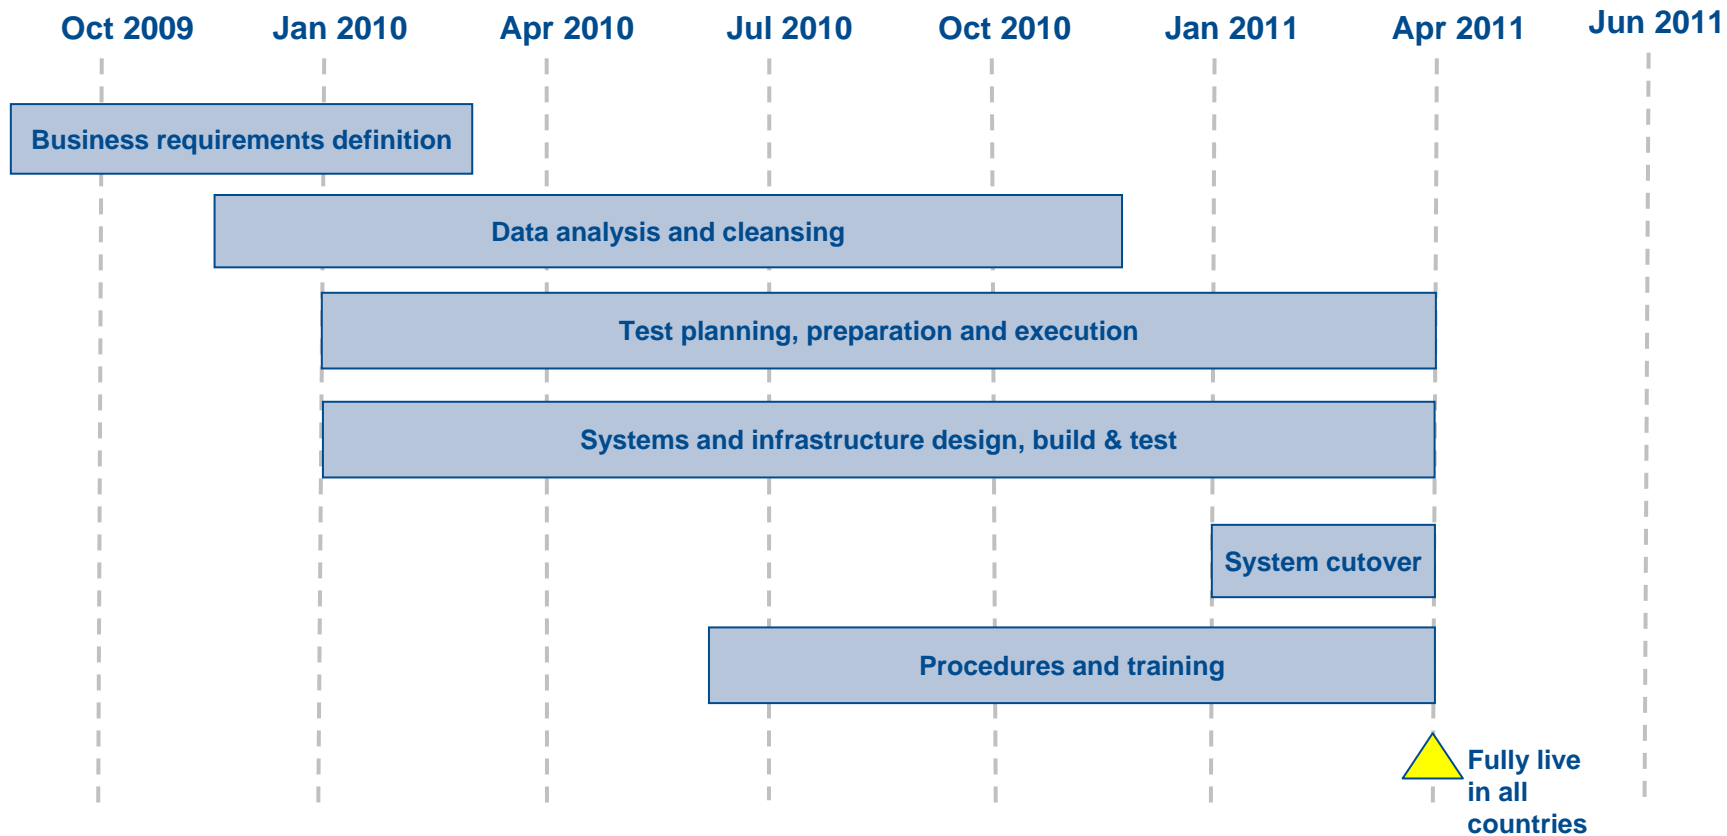 Oct 2009 Jan 2010 Apr 2010 Jul 2010 Oct 2010 Jan 2011 Apr 2011 Jun 2011
Business requirements definition
Data analysis and cleansing
Test planning, preparation and execution
Systems and infrastructure design, build & test
System cutover
Procedures and training
Fully live
in all
countries